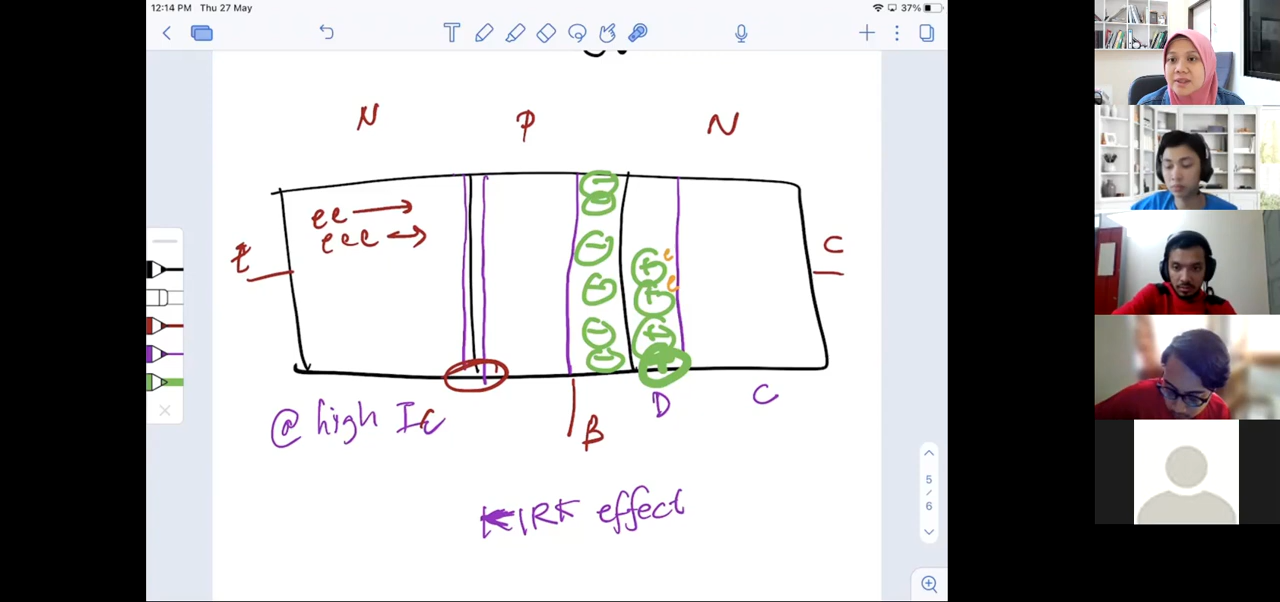 12:14 PM Thu 27 May
37%
T
N P N
ee
eee
E
C
e
e
D
C
@ high Ic
B
KIRK effect
5
/
6